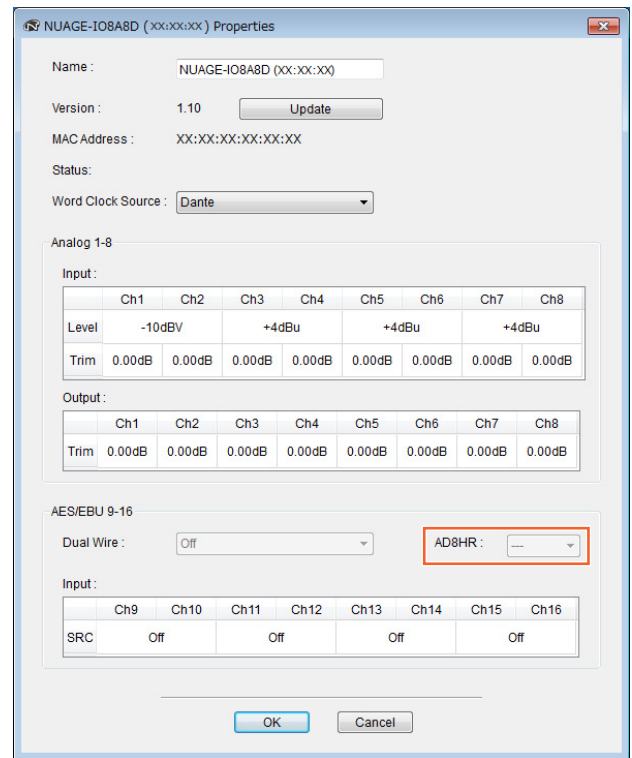 NUAGE-IO8A8D (XX:XX:XX) Properties
Name : NUAGE-IO8A8D (XX:XX:XX)
Version : 1.10 Update
MAC Address : XX:XX:XX:XX:XX:XX
Status:
Word Clock Source : Dante
Analog 1-8
Input :
Ch1 Ch2 Ch3 Ch4 Ch5 Ch6 Ch7 Ch8
Level -10dBV +4dBu +4dBu +4dBu
Trim 0.00dB 0.00dB 0.00dB 0.00dB 0.00dB 0.00dB 0.00dB 0.00dB
Output :
Ch1 Ch2 Ch3 Ch4 Ch5 Ch6 Ch7 Ch8
Trim 0.00dB 0.00dB 0.00dB 0.00dB 0.00dB 0.00dB 0.00dB 0.00dB
AES/EBU 9-16
Dual Wire : Off AD8HR : ---
Input :
Ch9 Ch10 Ch11 Ch12 Ch13 Ch14 Ch15 Ch16
SRC Off Off Off Off
OK Cancel